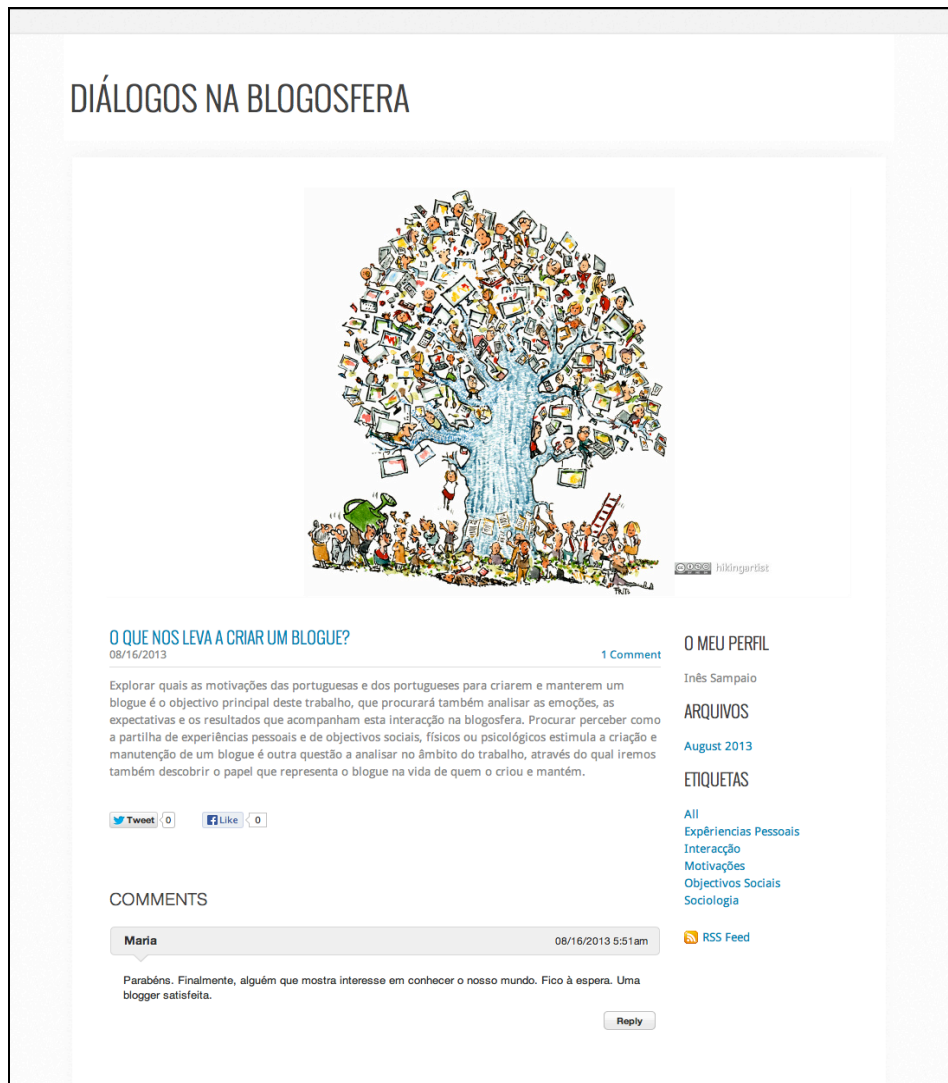 DIÁLOGOS NA BLOGOSFERA
hikingartist
O QUE NOS LEVA A CRIAR UM BLOGUE?
08/16/2013
1 Comment
Explorar quais as motivações das portuguesas e dos portugueses para criarem e manterem um
blogue é o objectivo principal deste trabalho, que procurará também analisar as emoções, as
expectativas e os resultados que acompanham esta interacção na blogosfera. Procurar perceber como
a partilha de experiências pessoais e de objectivos sociais, físicos ou psicológicos estimula a criação e
manutenção de um blogue é outra questão a analisar no âmbito do trabalho, através do qual iremos
também descobrir o papel que representa o blogue na vida de quem o criou e mantém.
Tweet 0
Like 0
COMMENTS
Maria
08/16/2013 5:51am
Parabéns. Finalmente, alguém que mostra interesse em conhecer o nosso mundo. Fico à espera. Uma
blogger satisfeita.
Reply
O MEU PERFIL
Inês Sampaio
ARQUIVOS
August 2013
ETIQUETAS
All
Expêriencias Pessoais
Interacção
Motivações
Objectivos Sociais
Sociologia
RSS Feed